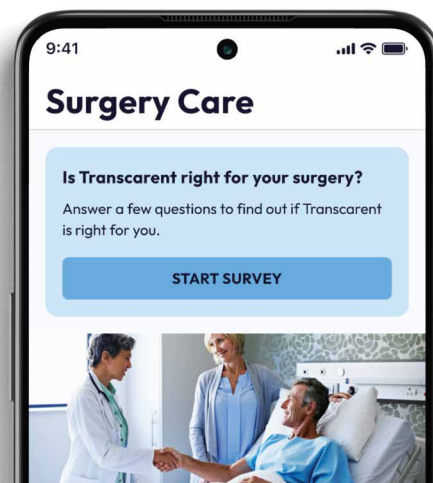 9:41
Surgery Care
Is Transcarent right for your surgery?
Answer a few questions to find out if Transcarent
is right for you.
START SURVEY